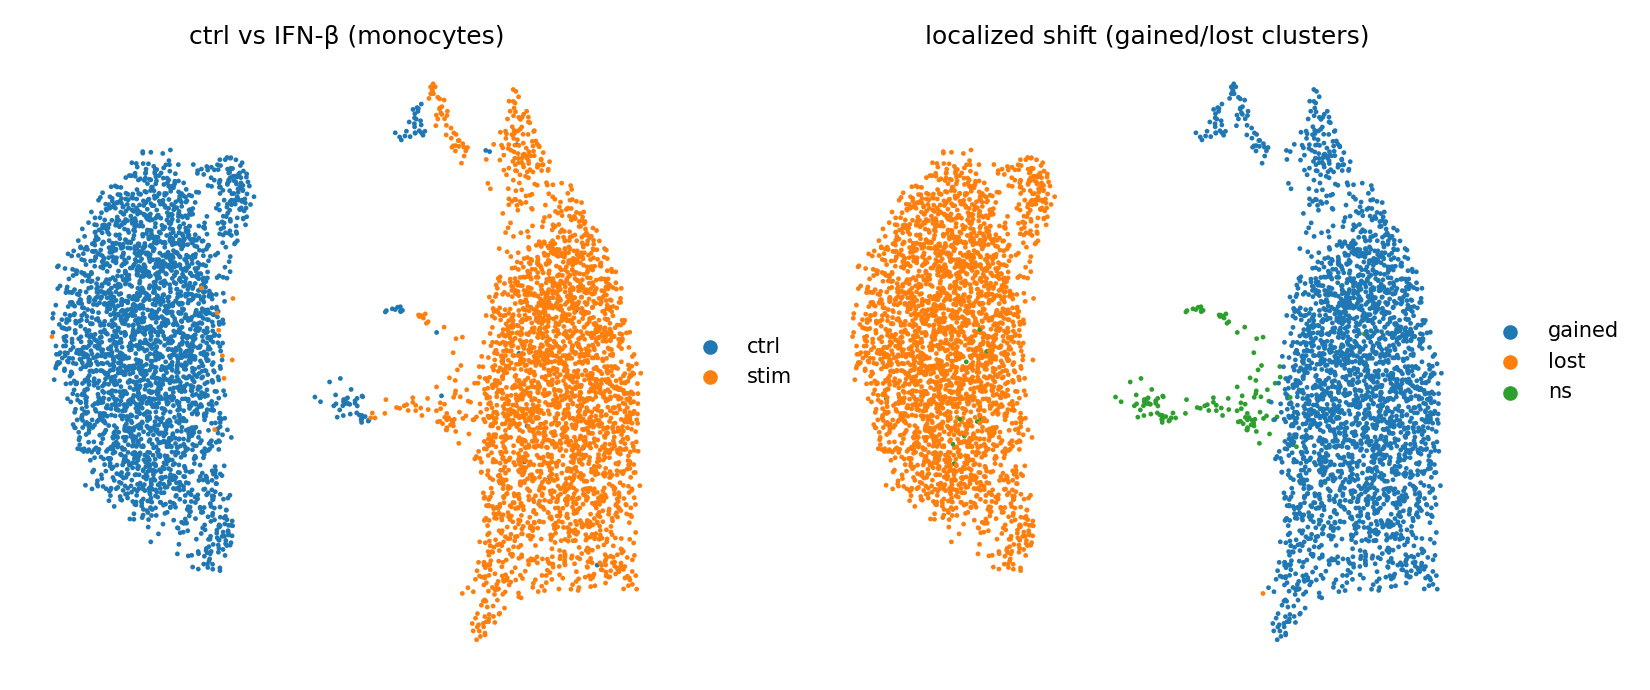 ctrl vs IFN-β (monocytes)
ctrl
stim
localized shift (gained/lost clusters)
gained
lost
ns